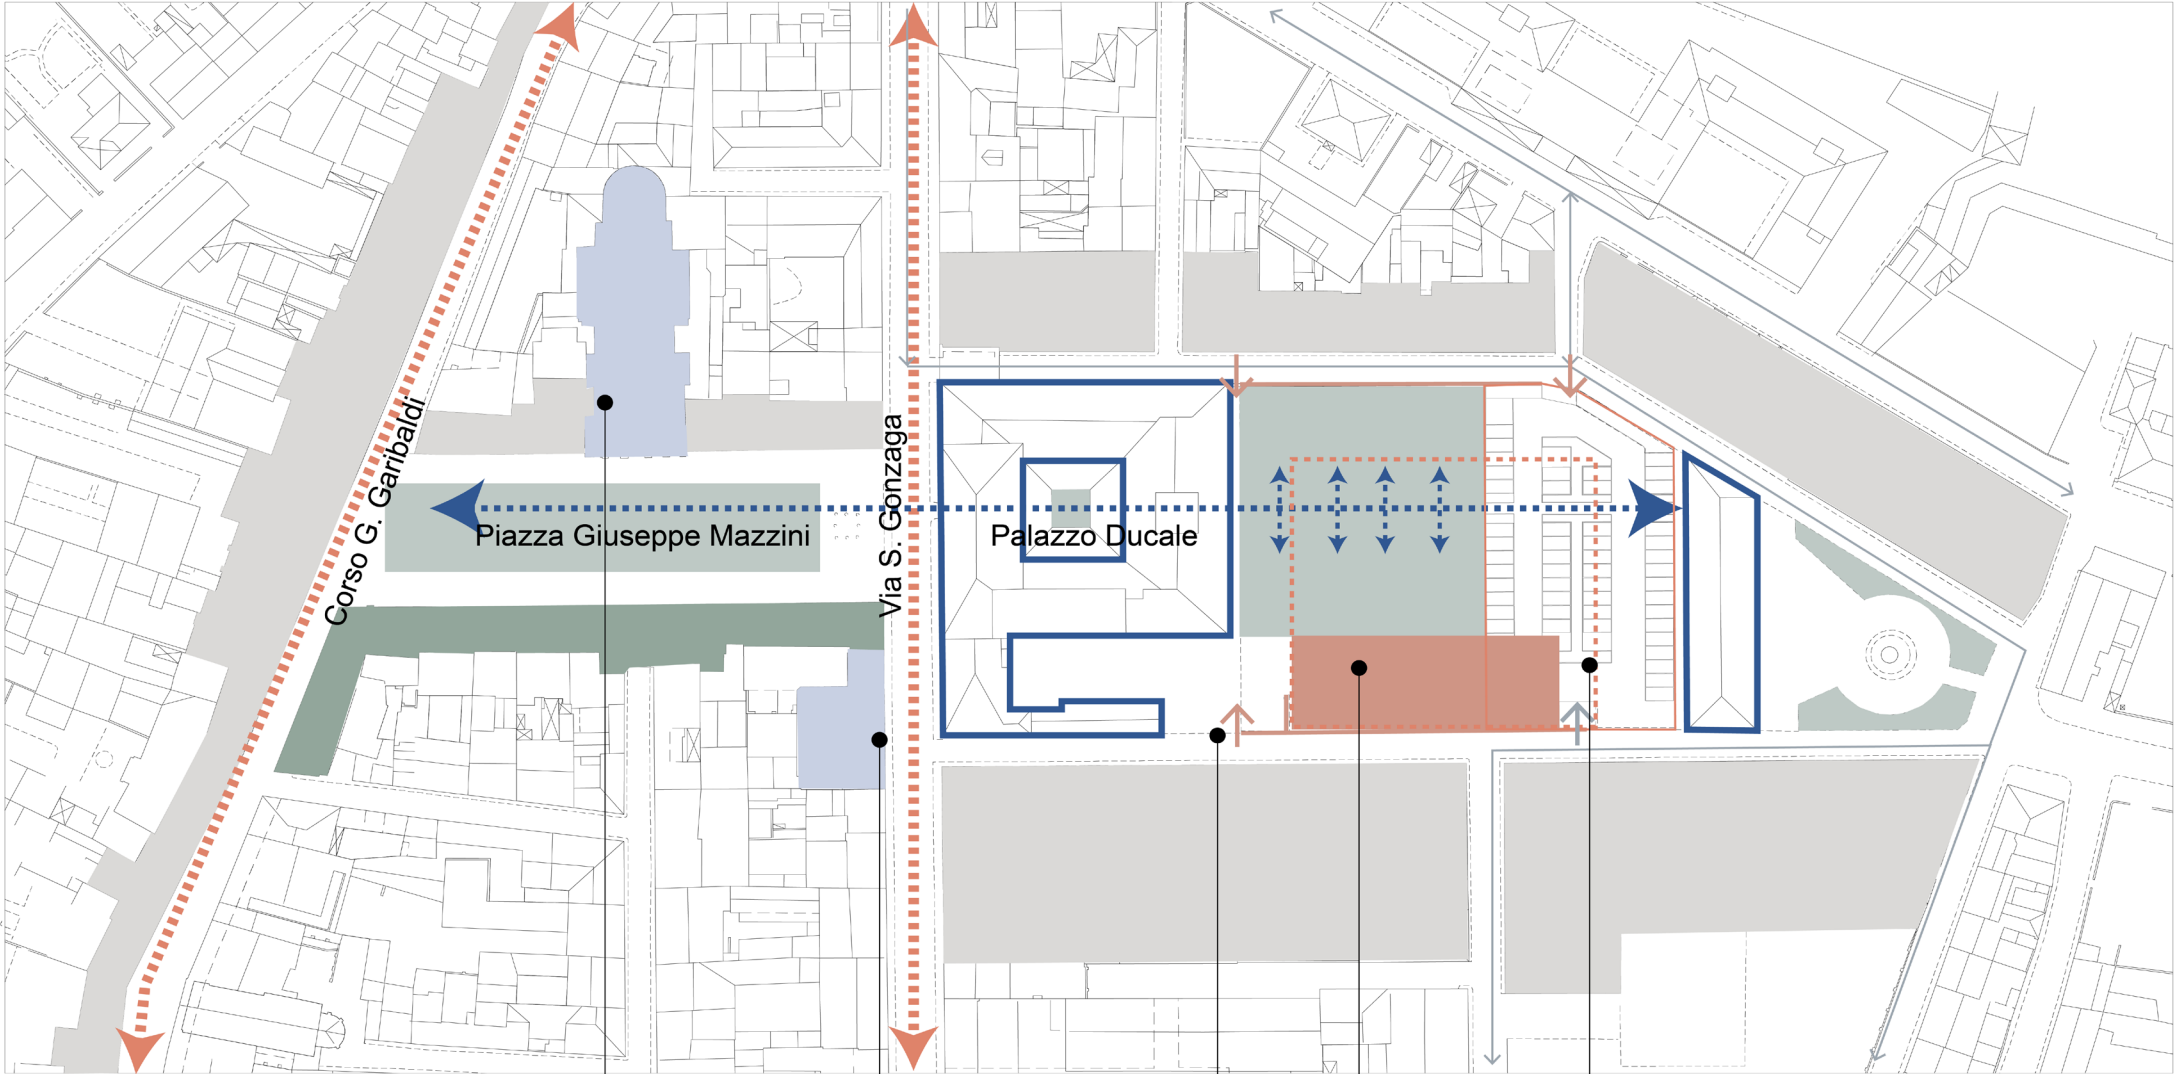 Corso G. Garibaldi
Piazza Giuseppe Mazzini
Via S. Gonzaga
Palazzo Ducale